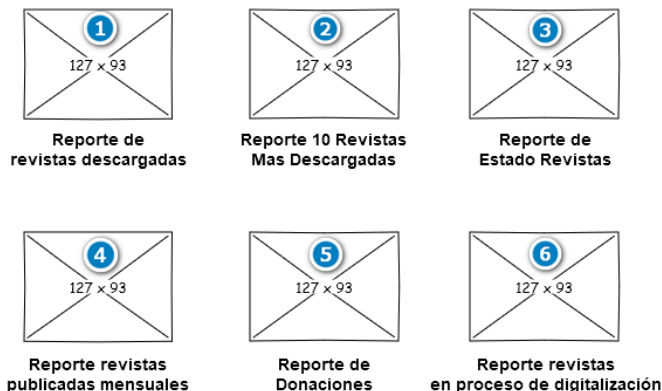 1
2
3
127 x 93
127 x 93
127 x 93
Reporte de
revistas descargadas
Reporte 10 Revistas
Mas Descargadas
Reporte de
Estado Revistas
4
5
6
127 x 93
127 x 93
127 x 93
Reporte revistas
publicadas mensuales
Reporte de
Donaciones
Reporte revistas
en proceso de digitalización